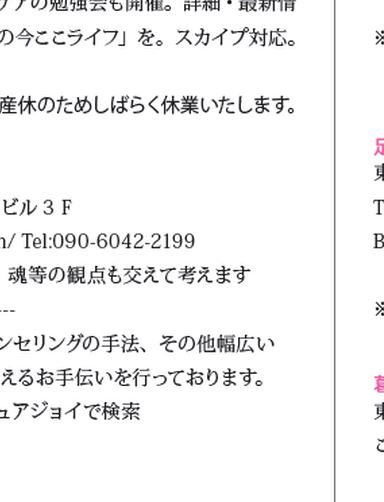 アの勉強会も開催。詳細・最新情
の今ここライフ」を。スカイプ対応。
産休のためしばらく休業いたします。
ビル３Ｆ
n/ Tel:090-6042-2199
魂等の観点も交えて考えます
---
ンセリングの手法、その他幅広い
えるお手伝いを行っております。
ュアジョイで検索
※
足
東
T
B
※
暮
東
こ